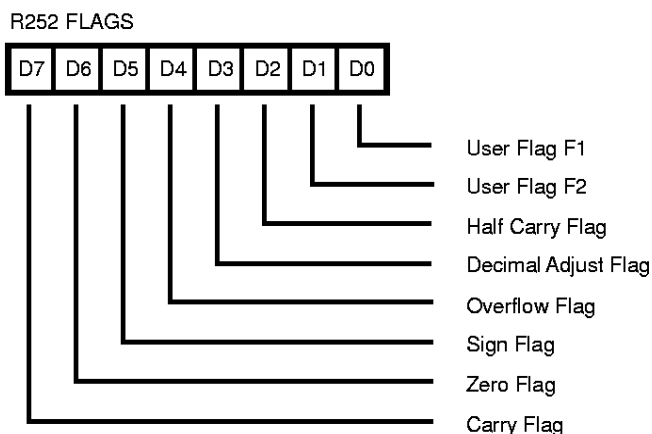 R252 FLAGS
D7 D6 D5 D4 D3 D2 D1 D0
User Flag F1
User Flag F2
Half Carry Flag
Decimal Adjust Flag
Overflow Flag
Sign Flag
Zero Flag
Carry Flag